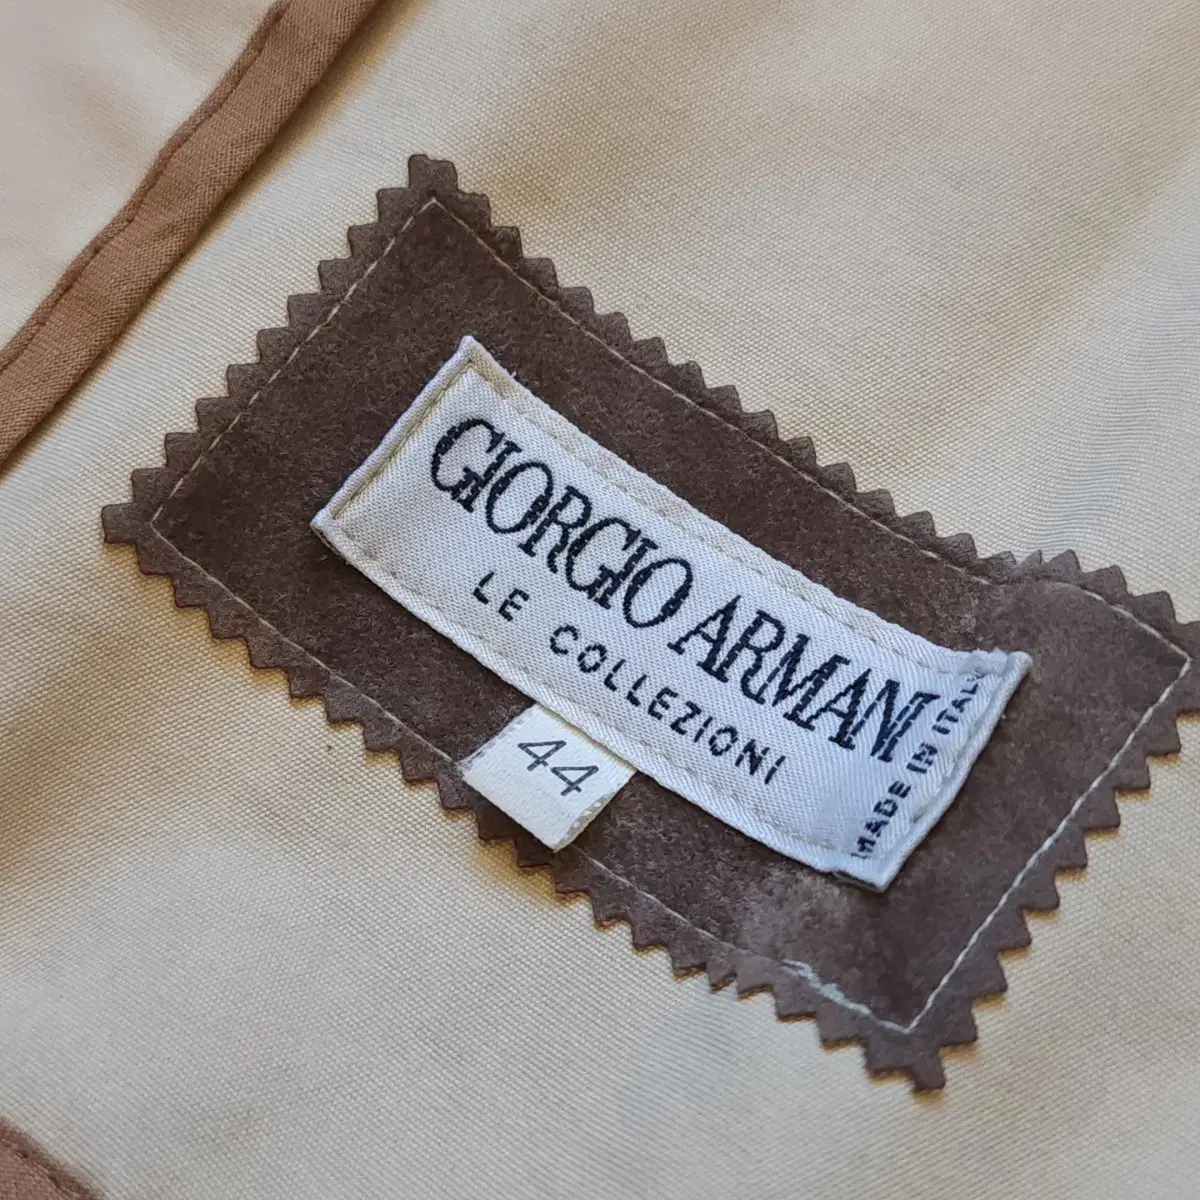 GIORGIO ARMANI
LE COLLEZIONI
MADE IN ITALY
44